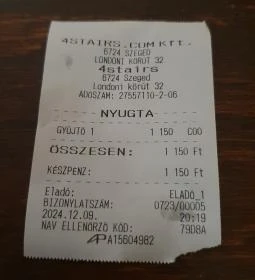 4STAIRS.COM Kft.
6724 SZEGED
LONDONI KÖRÚT 32
4stairs
6724 Szeged
Londoni körút 32
ADÓSZÁM: 27557110-2-06
NYUGTA
GYŰJTŐ 1 1 150 C00
ÖSSZESEN: 1 150 Ft
KÉSZPÉNZ: 1 150 Ft
Eladó: ELADÓ_1
BIZONYLATSZÁM: 0723/00005
2024.12.09. 20:19
NAV ELLENŐRZŐ KÓD: 79D8A
AP A15604982